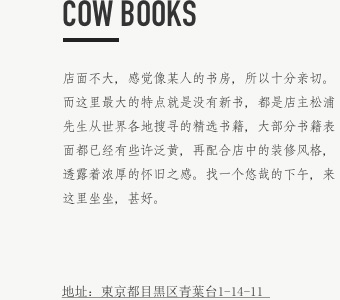 COW BOOKS
店面不大，感觉像某人的书房，所以十分亲切。
而这里最大的特点就是没有新书，都是店主松浦
先生从世界各地搜寻的精选书籍，大部分书籍表
面都已经有些许泛黄，再配合店中的装修风格，
透露着浓厚的怀旧之感。找一个悠哉的下午，来
这里坐坐，甚好。
地址：東京都目黒区青葉台1-14-11